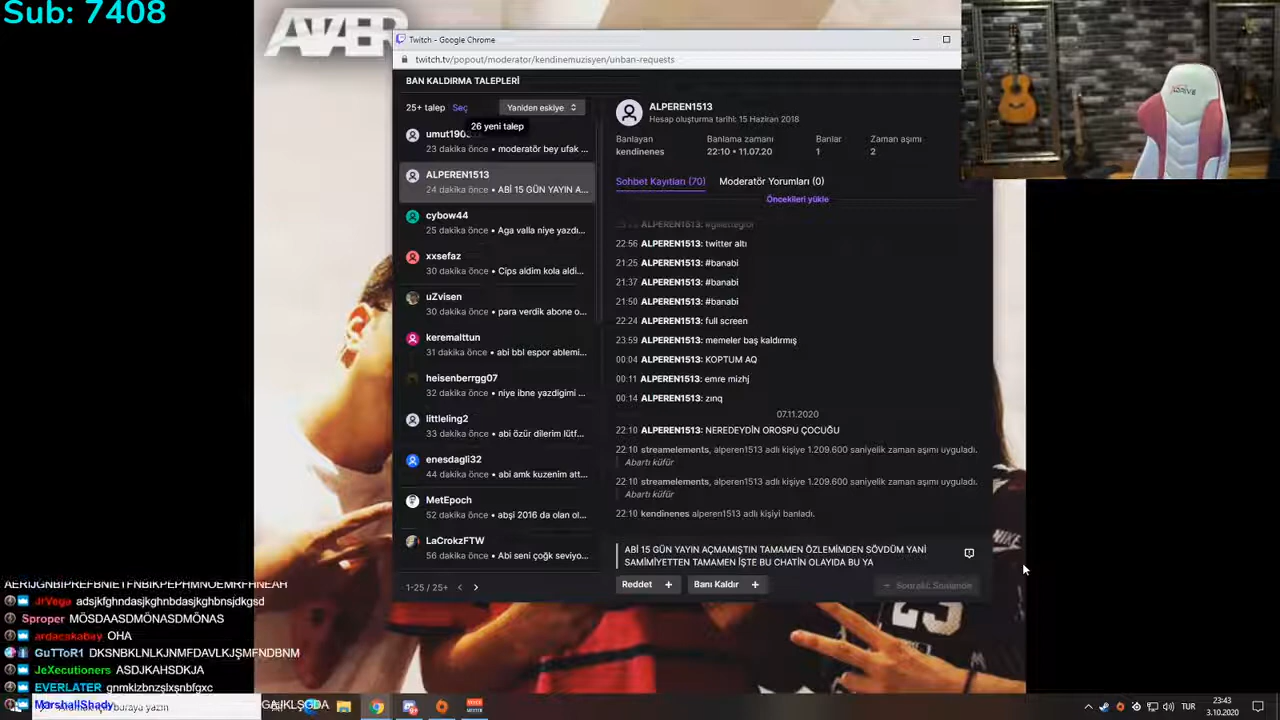 Sub: 7408
Twitch - Google Chrome
twitch.tv/popout/moderator/kendinemuzisyen/unban-requests
BAN KALDIRMA TALEPLERİ
25+ talep Seç Yaniden eskiye
26 yeni talep
23 dakika önce • moderatör bey ufak ...
ALPEREN1513
24 dakika önce • ABİ 15 GÜN YAYIN A...
cybow44
25 dakika önce • Aga valla niye yazdı...
xxsefaz
30 dakika önce • Cips aldim kola aldi...
uZvisen
30 dakika önce • para verdik abone o...
keremalttun
31 dakika önce • abi bbl espor ablemi...
heisenberrgg07
32 dakika önce • niye ibne yazdigimi ...
littleling2
33 dakika önce • abi özür dilerim lütf...
enesdagli32
44 dakika önce • abi amk kuzenim att...
MetEpoch
52 dakika önce • abşi 2016 da olan ol...
LaCrokzFTW
56 dakika önce • Abi seni çoğk seviyo...
1-25 / 25+
ALPEREN1513
Hesap oluşturma tarihi: 15 Haziran 2018
Banlayan Banlama zamanı Banlar Zaman aşımı
kendinenes 22:10 • 11.07.20 1 2
Sohbet Kayıtları (70) Moderatör Yorumları (0)
Öncekileri yükle
22:56 ALPEREN1513: twitter altı
21:25 ALPEREN1513: #banabi
21:37 ALPEREN1513: #banabi
21:50 ALPEREN1513: #banabi
22:24 ALPEREN1513: full screen
23:59 ALPEREN1513: memeler baş kaldırmış
00:04 ALPEREN1513: KOPTUM AQ
00:11 ALPEREN1513: emre mizhj
00:14 ALPEREN1513: zınq
07.11.2020
22:10 ALPEREN1513: NEREDEYDİN OROSPU ÇOCUĞU
22:10 streamelements, alperen1513 adlı kişiye 1.209.600 saniyelik zaman aşımı uyguladı.
Abartı küfür
22:10 streamelements, alperen1513 adlı kişiye 1.209.600 saniyelik zaman aşımı uyguladı.
Abartı küfür
22:10 kendinenes alperen1513 adlı kişiyi banladı.
ABİ 15 GÜN YAYIN AÇMAMIŞTIN TAMAMEN ÖZLEMİMDEN SÖVDÜM YANİ
SAMİMİYETTEN TAMAMEN İŞTE BU CHATİN OLAYIDA BU YA
Reddet + Banı Kaldır +
JrVega adsjkfghndasjkghnbdasjkghbnsjdkgsd
Sproper MÖSDAASDMÖNASDMÖNAS
ardacakabay OHA
GuTToR1 DKSNBKLNLKJNMFDAVLKJŞMFNDBNM
JeXecutioners ASDJKAHSDKJA
EVERLATER gnmklzbnzşlxşnbfgxc
MarshallShady
buraya yazın
TUR
23:43
3.10.2020
23